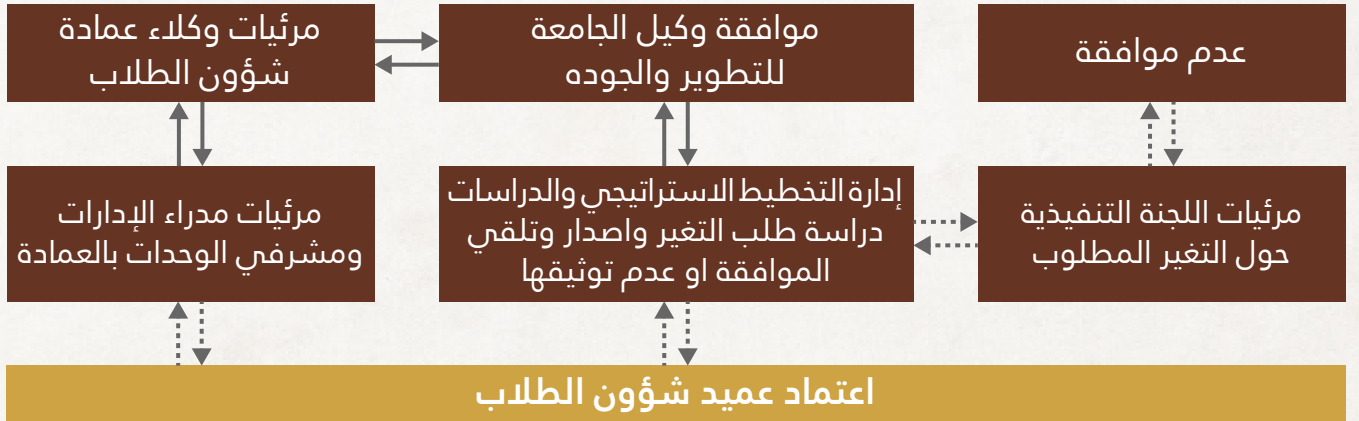 عدم موافقة
موافقة وكيل الجامعة
للتطوير والجوده
مرئيات وكلاء عمادة
شؤون الطلاب
مرئيات اللجنة التنفيذية
حول التغير المطلوب
إدارة التخطيط الاستراتيجي والدراسات
دراسة طلب التغير واصدار وتلقي
الموافقة او عدم توثيقها
مرئيات مدراء الإدارات
ومشرفي الوحدات بالعمادة
اعتماد عميد شؤون الطلاب